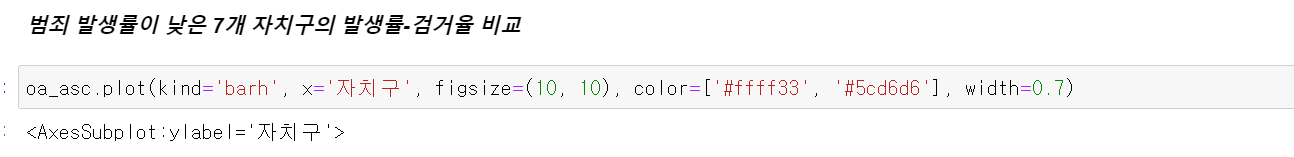 범죄 발생률이 낮은 7개 자치구의 발생률-검거율 비교
: oa_asc.plot(kind='barh', x='자치구', figsize=(10, 10), color=['#ffff33', '#5cd6d6'], width=0.7)
: <AxesSubplot:ylabel='자치구'>